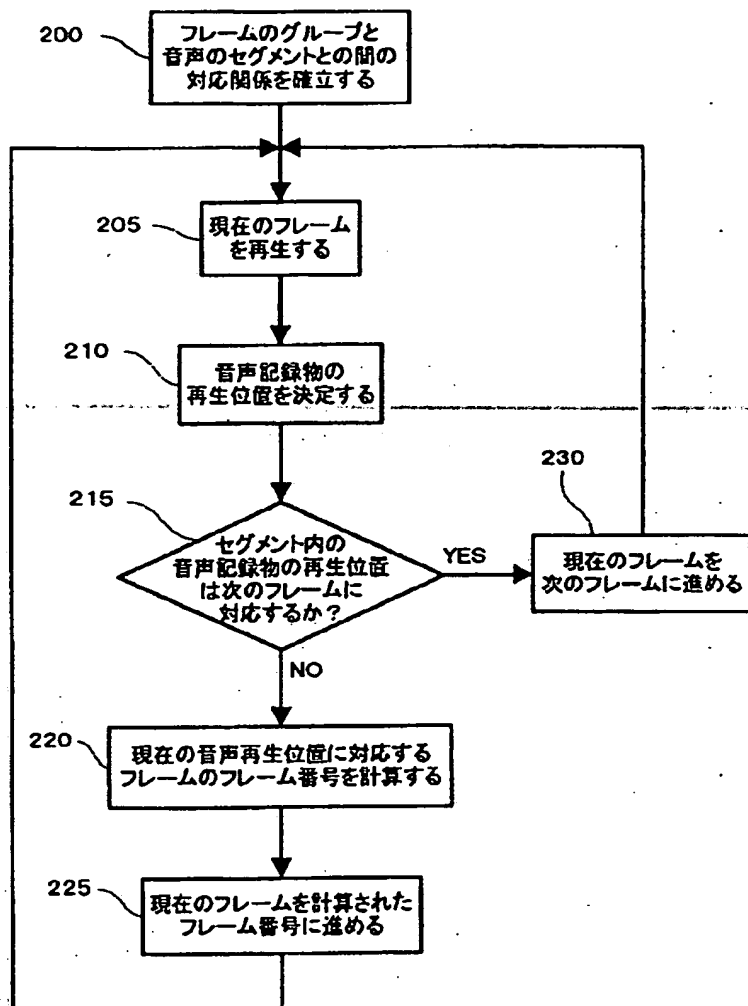 200
フレームのグループと
音声のセグメントとの間の
対応関係を確立する
205
現在のフレーム
を再生する
210
音声記録物の
再生位置を決定する
215
セグメント内の
音声記録物の再生位置
は次のフレームに
対応するか？
YES
230
現在のフレームを
次のフレームに進める
NO
220
現在の音声再生位置に対応する
フレームのフレーム番号を計算する
225
現在のフレームを計算された
フレーム番号に進める